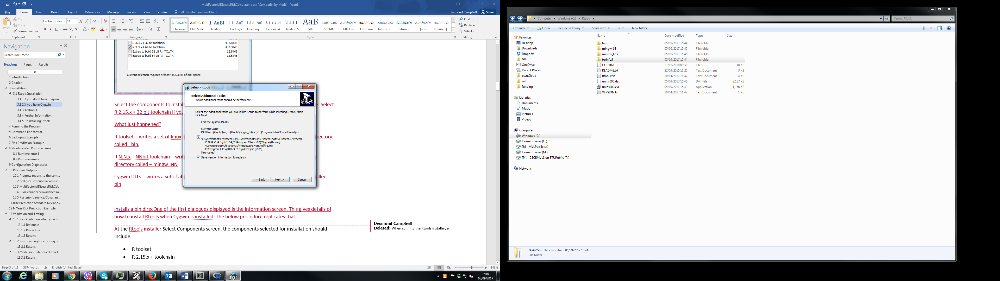 MultifactorialDiseaseRiskCalculator.docx [Compatibility Mode] - Word
File Home Insert Design Layout References Mailings Review View Zotero Tell me what you want to do... Desmond Campbell Share
Paste
Cut
Copy
Format Painter
Clipboard
Calibri (Body) 11
Font
Paragraph
AaBbCcDc ¶ Normal
AaBbCcDc ¶ No Spac...
1 AaBl Heading 1
1.1 AaE Heading 2
1.1.1 AaI Heading 3
1.1.1.1 A Heading 4
1.1.1.1.1 Heading 5
AaB Title
AaBbCcD Subtitle
AaBbCcDt Subtle Em...
AaBbCcDt Emphasis
AaBbCcDt Intense E...
AaBbCcDc Strong
AaBbCcDt Quote
AaBbCcDt Intense Q...
Styles
Find
Replace
Select
Editing
Navigation
Search document
Headings Pages Results
1 Introduction
2 Citation
3 Installation
3.1 Rtools Installation
3.1.1 If you don't have Cygwin
3.1.2 If you have Cygwin
3.1.3 Testing it
3.1.4 Further Information
3.1.5 Uninstalling Rtools
4 Running the Program
5 Command line format
6 Bad Inputs Example
7 Risk Prediction Example
8 Rtools related Runtime Errors
8.1 Runtime error 1
8.2 Runtime error 2
9 Configuration Diagnostics
10 Program Outputs
10.1 Progress reports to the com...
10.2 pedigreePosteriorLiaSample....
10.3 MultifactorialDiseaseRiskCal...
10.4 Prior Variance/Covariance m...
10.5 Posterior Variance/Covarian...
11 Risk Prediction Standard Deviatio...
12 N Year Risk Prediction Example
13 Validation and Testing
13.1 Risk Prediction when affecti...
13.1.1 Rationale
13.1.2 Procedure
13.1.3 Results
13.2 Risk given right censoring of...
13.2.1 Results
13.3 Modelling Categorical Risk F...
13.3.1 Results
R 3.3.x + 32 bit toolchain 401.8 MB
R 3.3.x + 64 bit toolchain 437.3 MB
Extras to build 32 bit R: TCL/TK 12.8 MB
Extras to build 64 bit R: TCL/TK 12.6 MB
Current selection requires at least 463.3 MB of disk space.
Select the components to instal
. Select
R 2.15.x + 32 bit toolchain if you
What just happened?
R toolset – writes a set of linux
rectory
called - bin.
R N.N.x + NNbit toolchain – writ
directory called – mingw_NN
Cygwin DLLs – writes a set of ab
alled –
bin
installs a bin direcOne of the first dialogues displayed is the Information screen. This gives details of
how to install Rtools when Cygwin is installed. The below procedure replicates that
At the Rtools installer Select Components screen, the components selected for installation should
include
• R toolset
• R 2.15.x + toolchain
Desmond Campbell
Deleted: When running the Rtools installer, a
Setup - Rtools
Select Additional Tasks
Which additional tasks should be performed?
Select the additional tasks you would like Setup to perform while installing Rtools, then
click Next.
Edit the system PATH.
Current value:
PATH=c:\Rtools\bin;c:\Rtools\mingw_64\bin;C:\ProgramData\Oracle\Java\jav...
%SystemRoot%\system32;%SystemRoot%;%SystemRoot%\System32\Wbem;
C:\R\R-3.4.1\bin\x64;C:\Program Files (x86)\Skype\Phone\;
%systemroot%\System32\WindowsPowerShell\v1.0\;
C:\Program Files\MiKTeX 2.9\miktex\bin\x64\;
[truncated]
Save version information to registry
< Back Next > Cancel
Page 3 of 13 3674 words English (United States) 141%
16:07
05/09/2017
Computer Windows (C:) Rtools
Search Rtools
Organize Open Include in library Share with Burn New folder
Favorites
Desktop
Downloads
Dropbox
GU
OneDrive
Recent Places
ownCloud
salt
funding
Libraries
Documents
Music
Pictures
Videos
Computer
Windows (C:)
HomeDrive as (H:)
[J:] - MVLPublic (J:)
HomeDrive as (M:)
[P:] - CSCEMVLS on STUPublic (P:)
Network
Name Date modified Type Size
bin 05/09/2017 15:44 File folder
mingw_64 05/09/2017 15:45 File folder
mingw_libs 05/09/2017 15:46 File folder
texinfo5 05/09/2017 15:44 File folder
COPYING 31/03/2010 09:50 File 18 KB
README.txt 22/09/2015 11:20 Text Document 3 KB
Rtools.txt 30/04/2017 11:47 Text Document 4 KB
unins000.dat 05/09/2017 15:46 DAT File 2,187 KB
unins000.exe 05/09/2017 15:43 Application 1,156 KB
VERSION.txt 30/04/2017 11:47 Text Document 1 KB
texinfo5 Date modified: 05/09/2017 15:44
File folder